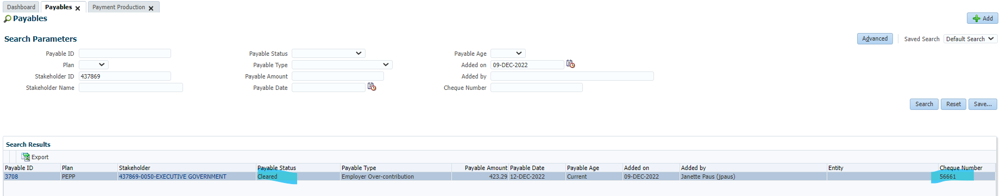 Dashboard Payables Payment Production
Payables Add
Search Parameters Advanced Saved Search Default Search
Payable ID Payable Status Payable Age
Plan Payable Type Added on 09-DEC-2022
Stakeholder ID 437869 Payable Amount Added by
Stakeholder Name Payable Date Cheque Number
Search Reset Save...
Search Results
Export
Payable ID Plan Stakeholder Payable Status Payable Type Payable Amount Payable Date Payable Age Added on Added by Entity Cheque Number
3708 PEPP 437869-0050-EXECUTIVE GOVERNMENT Cleared Employer Over-contribution 423.29 12-DEC-2022 Current 09-DEC-2022 Janette Paus (jpaus) 56661